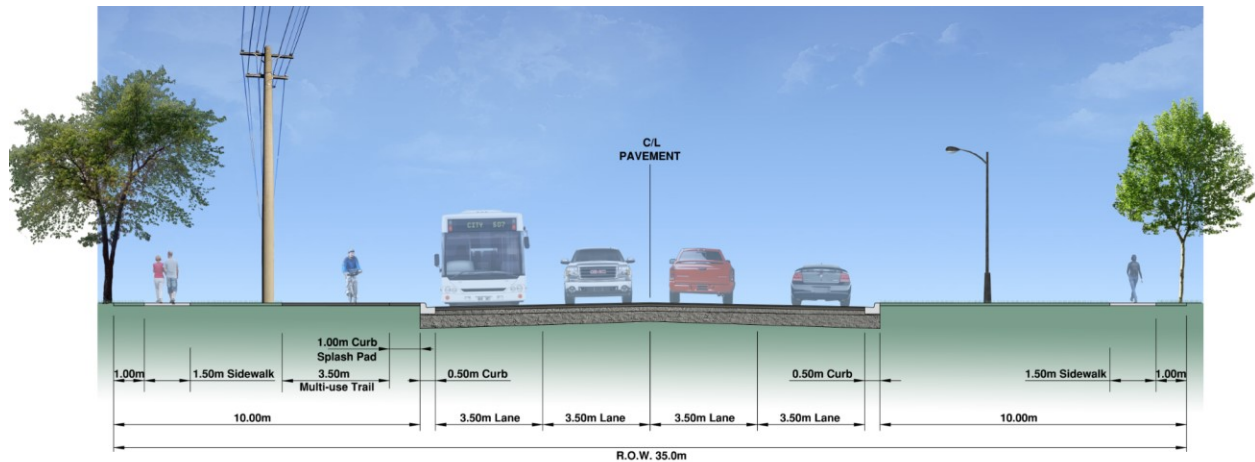 C/L
PAVEMENT
CITY 507
1.00m Curb
Splash Pad
1.00m
1.50m Sidewalk
3.50m
Multi-use Trail
0.50m Curb
0.50m Curb
1.50m Sidewalk
1.00m
10.00m
3.50m Lane
3.50m Lane
3.50m Lane
3.50m Lane
10.00m
R.O.W. 35.0m